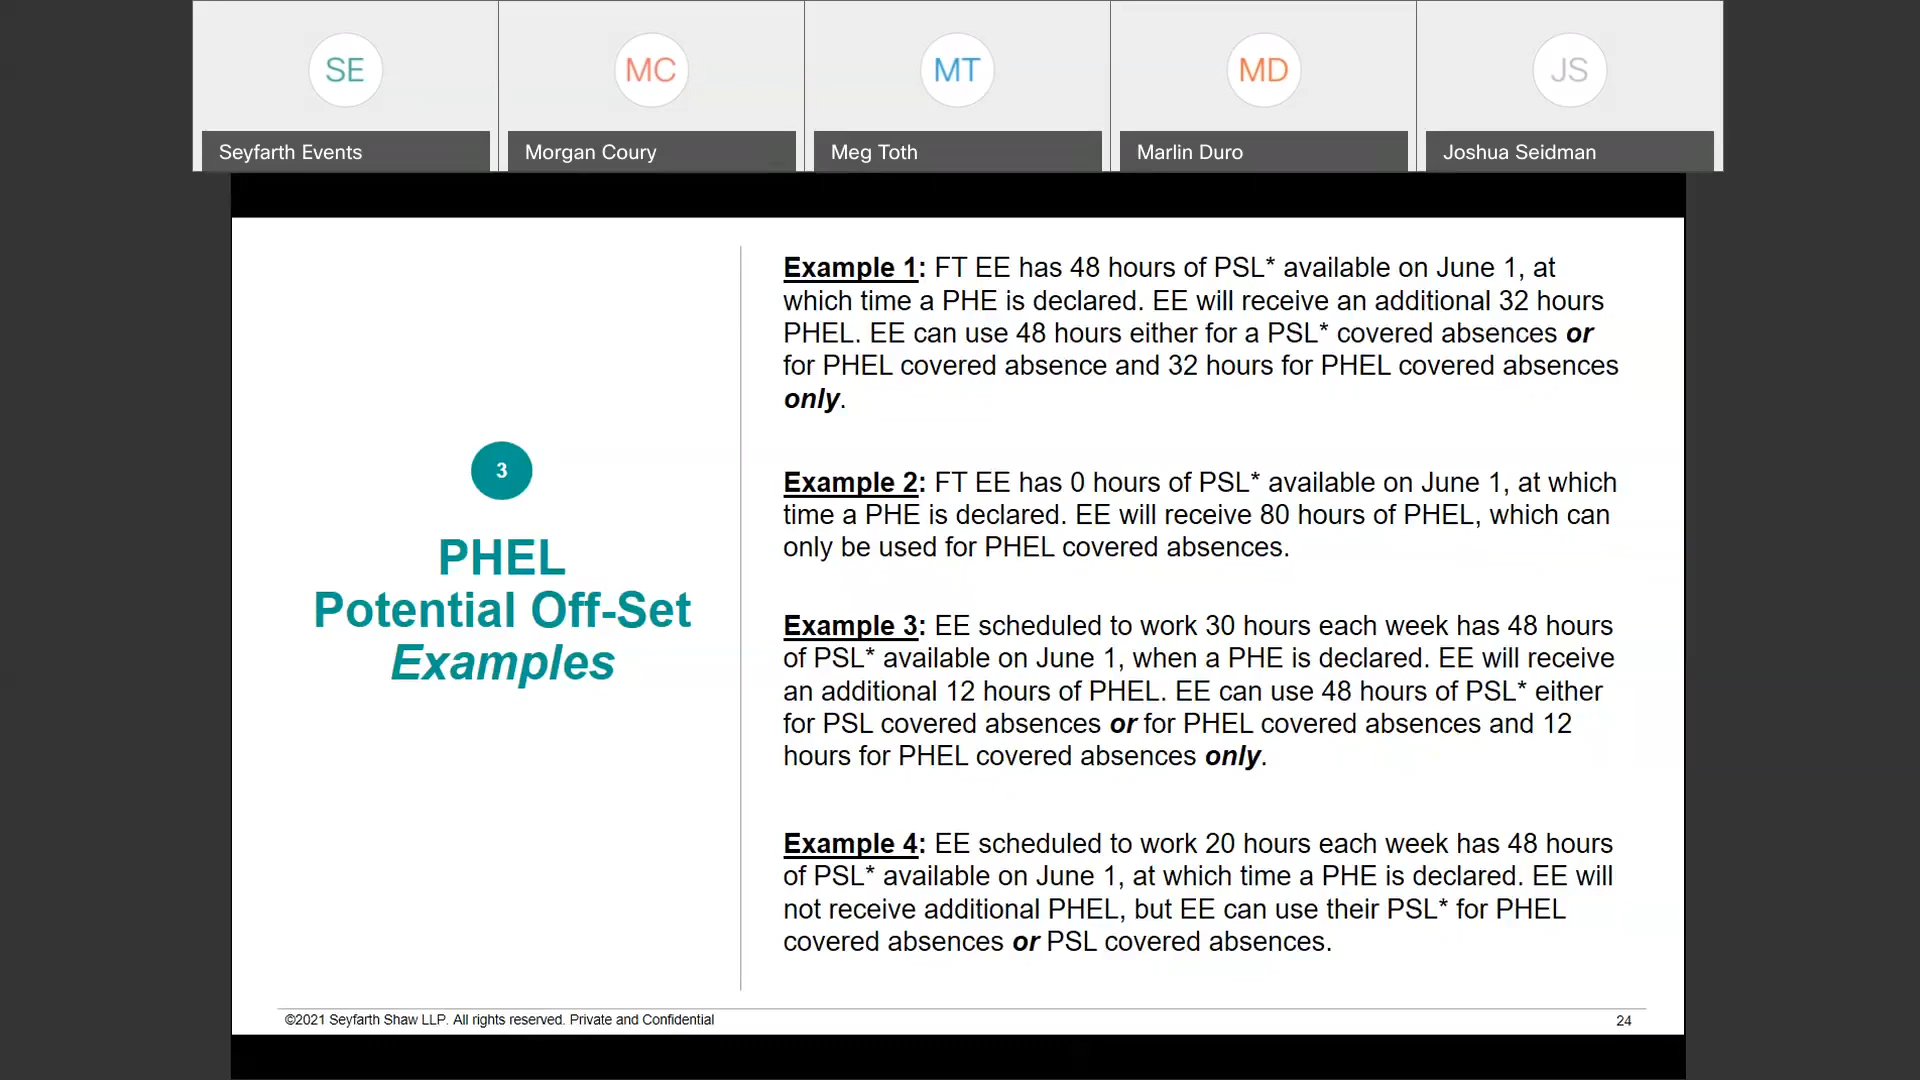 SE
MC
MT
MD
JS
Seyfarth Events
Morgan Coury
Meg Toth
Marlin Duro
Joshua Seidman
3
PHEL
Potential Off-Set
Examples
Example 1: FT EE has 48 hours of PSL* available on June 1, at
which time a PHE is declared. EE will receive an additional 32 hours
PHEL. EE can use 48 hours either for a PSL* covered absences or
for PHEL covered absence and 32 hours for PHEL covered absences
only.
Example 2: FT EE has 0 hours of PSL* available on June 1, at which
time a PHE is declared. EE will receive 80 hours of PHEL, which can
only be used for PHEL covered absences.
Example 3: EE scheduled to work 30 hours each week has 48 hours
of PSL* available on June 1, when a PHE is declared. EE will receive
an additional 12 hours of PHEL. EE can use 48 hours of PSL* either
for PSL covered absences or for PHEL covered absences and 12
hours for PHEL covered absences only.
Example 4: EE scheduled to work 20 hours each week has 48 hours
of PSL* available on June 1, at which time a PHE is declared. EE will
not receive additional PHEL, but EE can use their PSL* for PHEL
covered absences or PSL covered absences.
©2021 Seyfarth Shaw LLP. All rights reserved. Private and Confidential
24